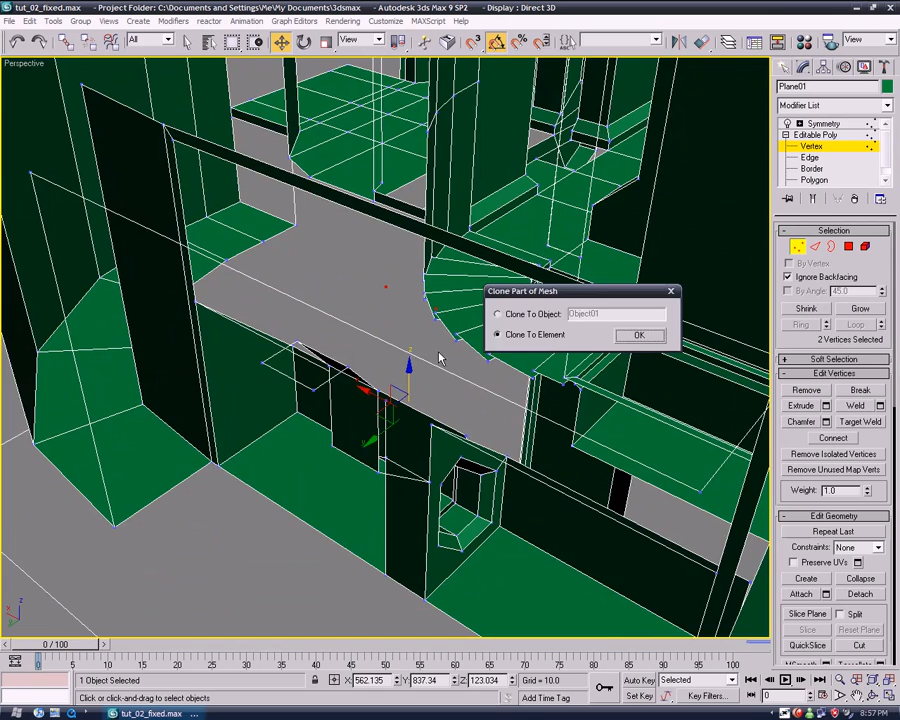 tut_02_fixed.max - Project Folder: C:\Documents and Settings\Me\My Documents\3dsmax - Autodesk 3ds Max 9 SP2 - Display : Direct 3D
File Edit Tools Group Views Create Modifiers reactor Animation Graph Editors Rendering Customize MAXScript Help
All View View
Perspective
Plane01
Modifier List
Symmetry
Editable Poly
Vertex
Edge
Border
Polygon
Selection
By Vertex
Ignore Backfacing
By Angle: 45.0
Shrink Grow
Ring Loop
2 Vertices Selected
Soft Selection
Edit Vertices
Remove Break
Extrude Weld
Chamfer Target Weld
Connect
Remove Isolated Vertices
Remove Unused Map Verts
Weight: 1.0
Edit Geometry
Repeat Last
Constraints: None
Preserve UVs
Create Collapse
Attach Detach
Slice Plane Split
Slice Reset Plane
QuickSlice Cut
MSmooth Tessellate
Clone Part of Mesh
Clone To Object: Object01
Clone To Element OK
z
x
y
z
x
0 / 100
0 5 10 15 20 25 30 35 40 45 50 55 60 65 70 75 80 85 90 95 100
1 Object Selected X: 562.135 Y: 837.34 Z: 123.034 Grid = 10.0 Auto Key Selected
Click or click-and-drag to select objects Add Time Tag Set Key Key Filters... 0
start tut_02_fixed.max ... 8:57 PM